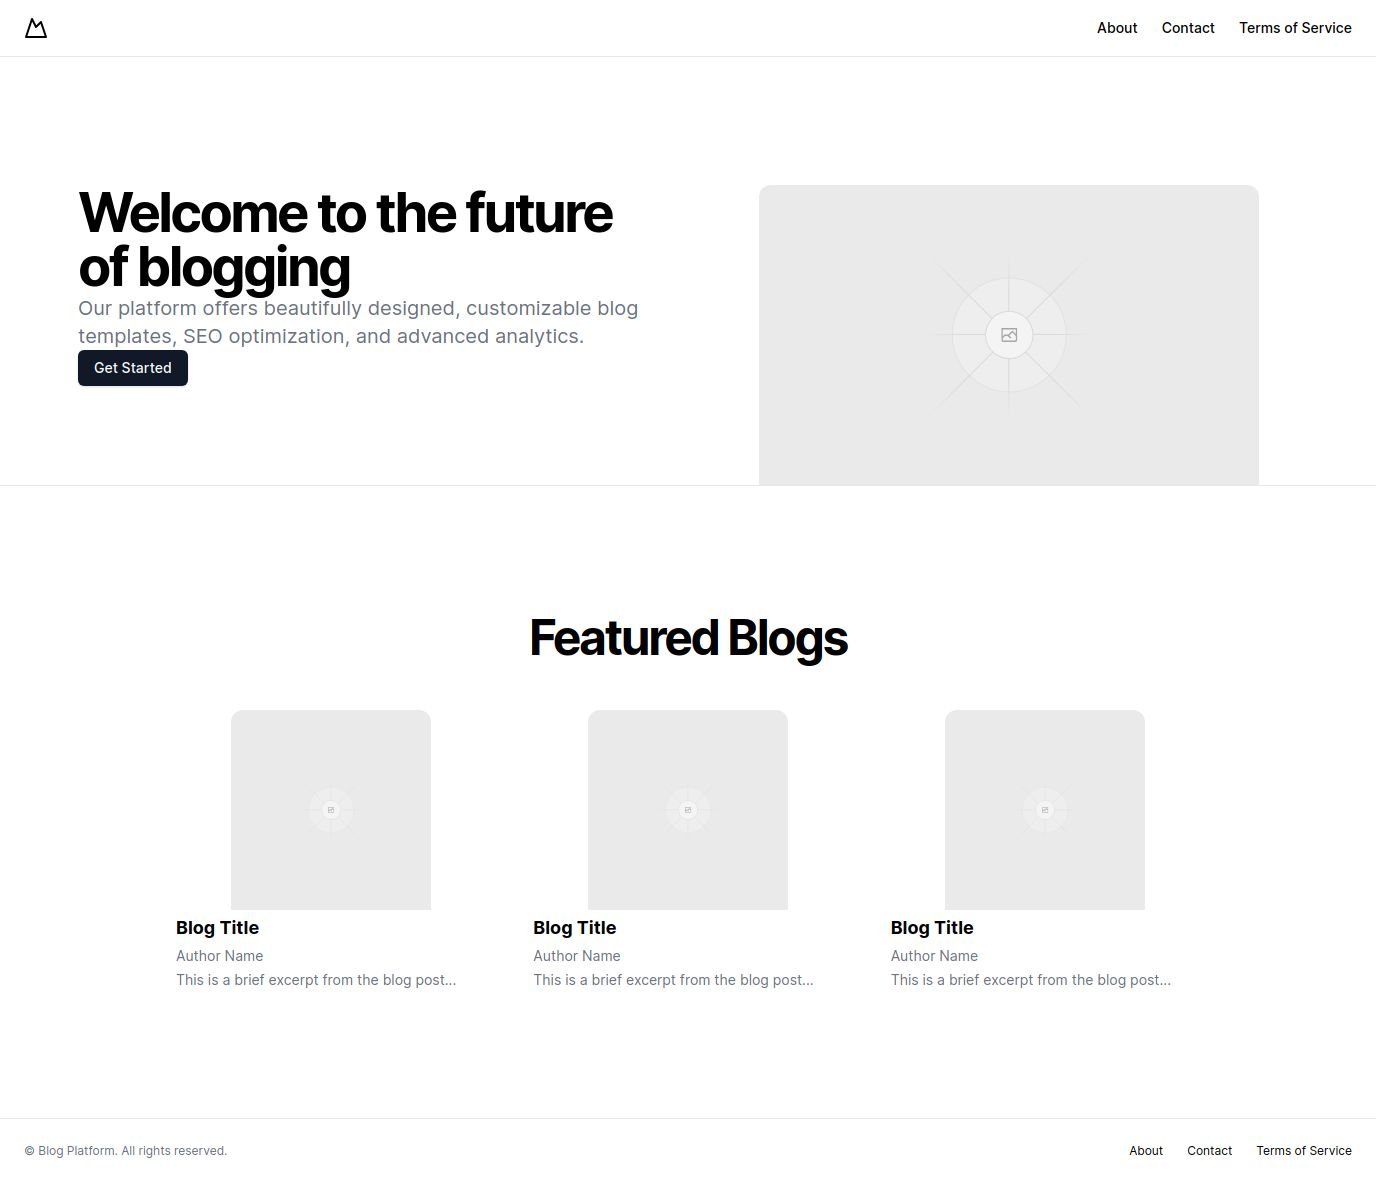 About
Contact
Terms of Service
Welcome to the future
of blogging
Our platform offers beautifully designed, customizable blog
templates, SEO optimization, and advanced analytics.
Get Started
Featured Blogs
Blog Title
Author Name
This is a brief excerpt from the blog post...
Blog Title
Author Name
This is a brief excerpt from the blog post...
Blog Title
Author Name
This is a brief excerpt from the blog post...
© Blog Platform. All rights reserved.
About
Contact
Terms of Service